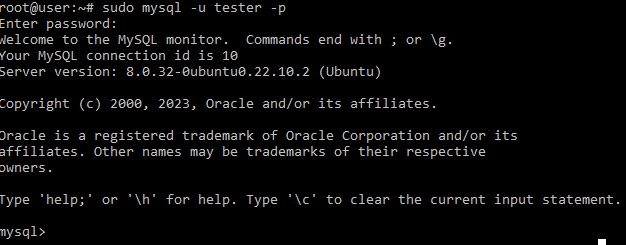 root@user:~# sudo mysql -u tester -p
Enter password:
Welcome to the MySQL monitor.  Commands end with ; or \g.
Your MySQL connection id is 10
Server version: 8.0.32-0ubuntu0.22.10.2 (Ubuntu)
Copyright (c) 2000, 2023, Oracle and/or its affiliates.
Oracle is a registered trademark of Oracle Corporation and/or its
affiliates. Other names may be trademarks of their respective
owners.
Type 'help;' or '\h' for help. Type '\c' to clear the current input statement.
mysql>